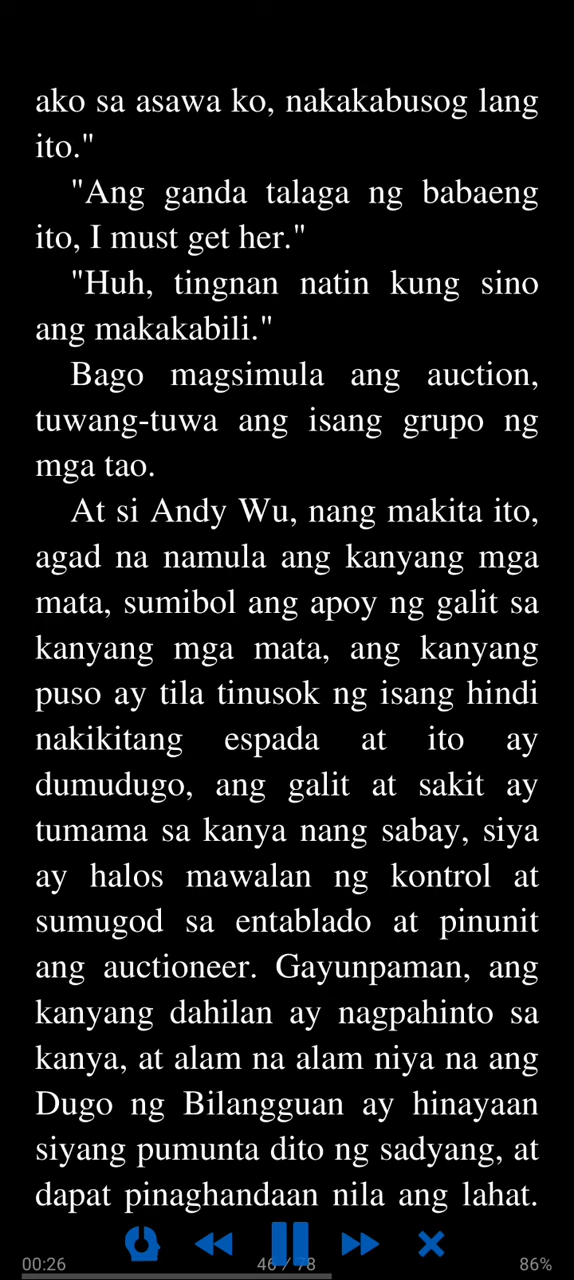 ako sa asawa ko, nakakabusog lang
ito."
"Ang ganda talaga ng babaeng
ito, I must get her."
"Huh, tingnan natin kung sino
ang makakabili."
Bago magsimula ang auction,
tuwang-tuwa ang isang grupo ng
mga tao.
At si Andy Wu, nang makita ito,
agad na namula ang kanyang mga
mata, sumibol ang apoy ng galit sa
kanyang mga mata, ang kanyang
puso ay tila tinusok ng isang hindi
nakikitang espada at ito ay
dumudugo, ang galit at sakit ay
tumama sa kanya nang sabay, siya
ay halos mawalan ng kontrol at
sumugod sa entablado at pinunit
ang auctioneer. Gayunpaman, ang
kanyang dahilan ay nagpahinto sa
kanya, at alam na alam niya na ang
Dugo ng Bilangguan ay hinayaan
siyang pumunta dito ng sadyang, at
dapat pinaghandaan nila ang lahat.
00:26 46 / 78 86%